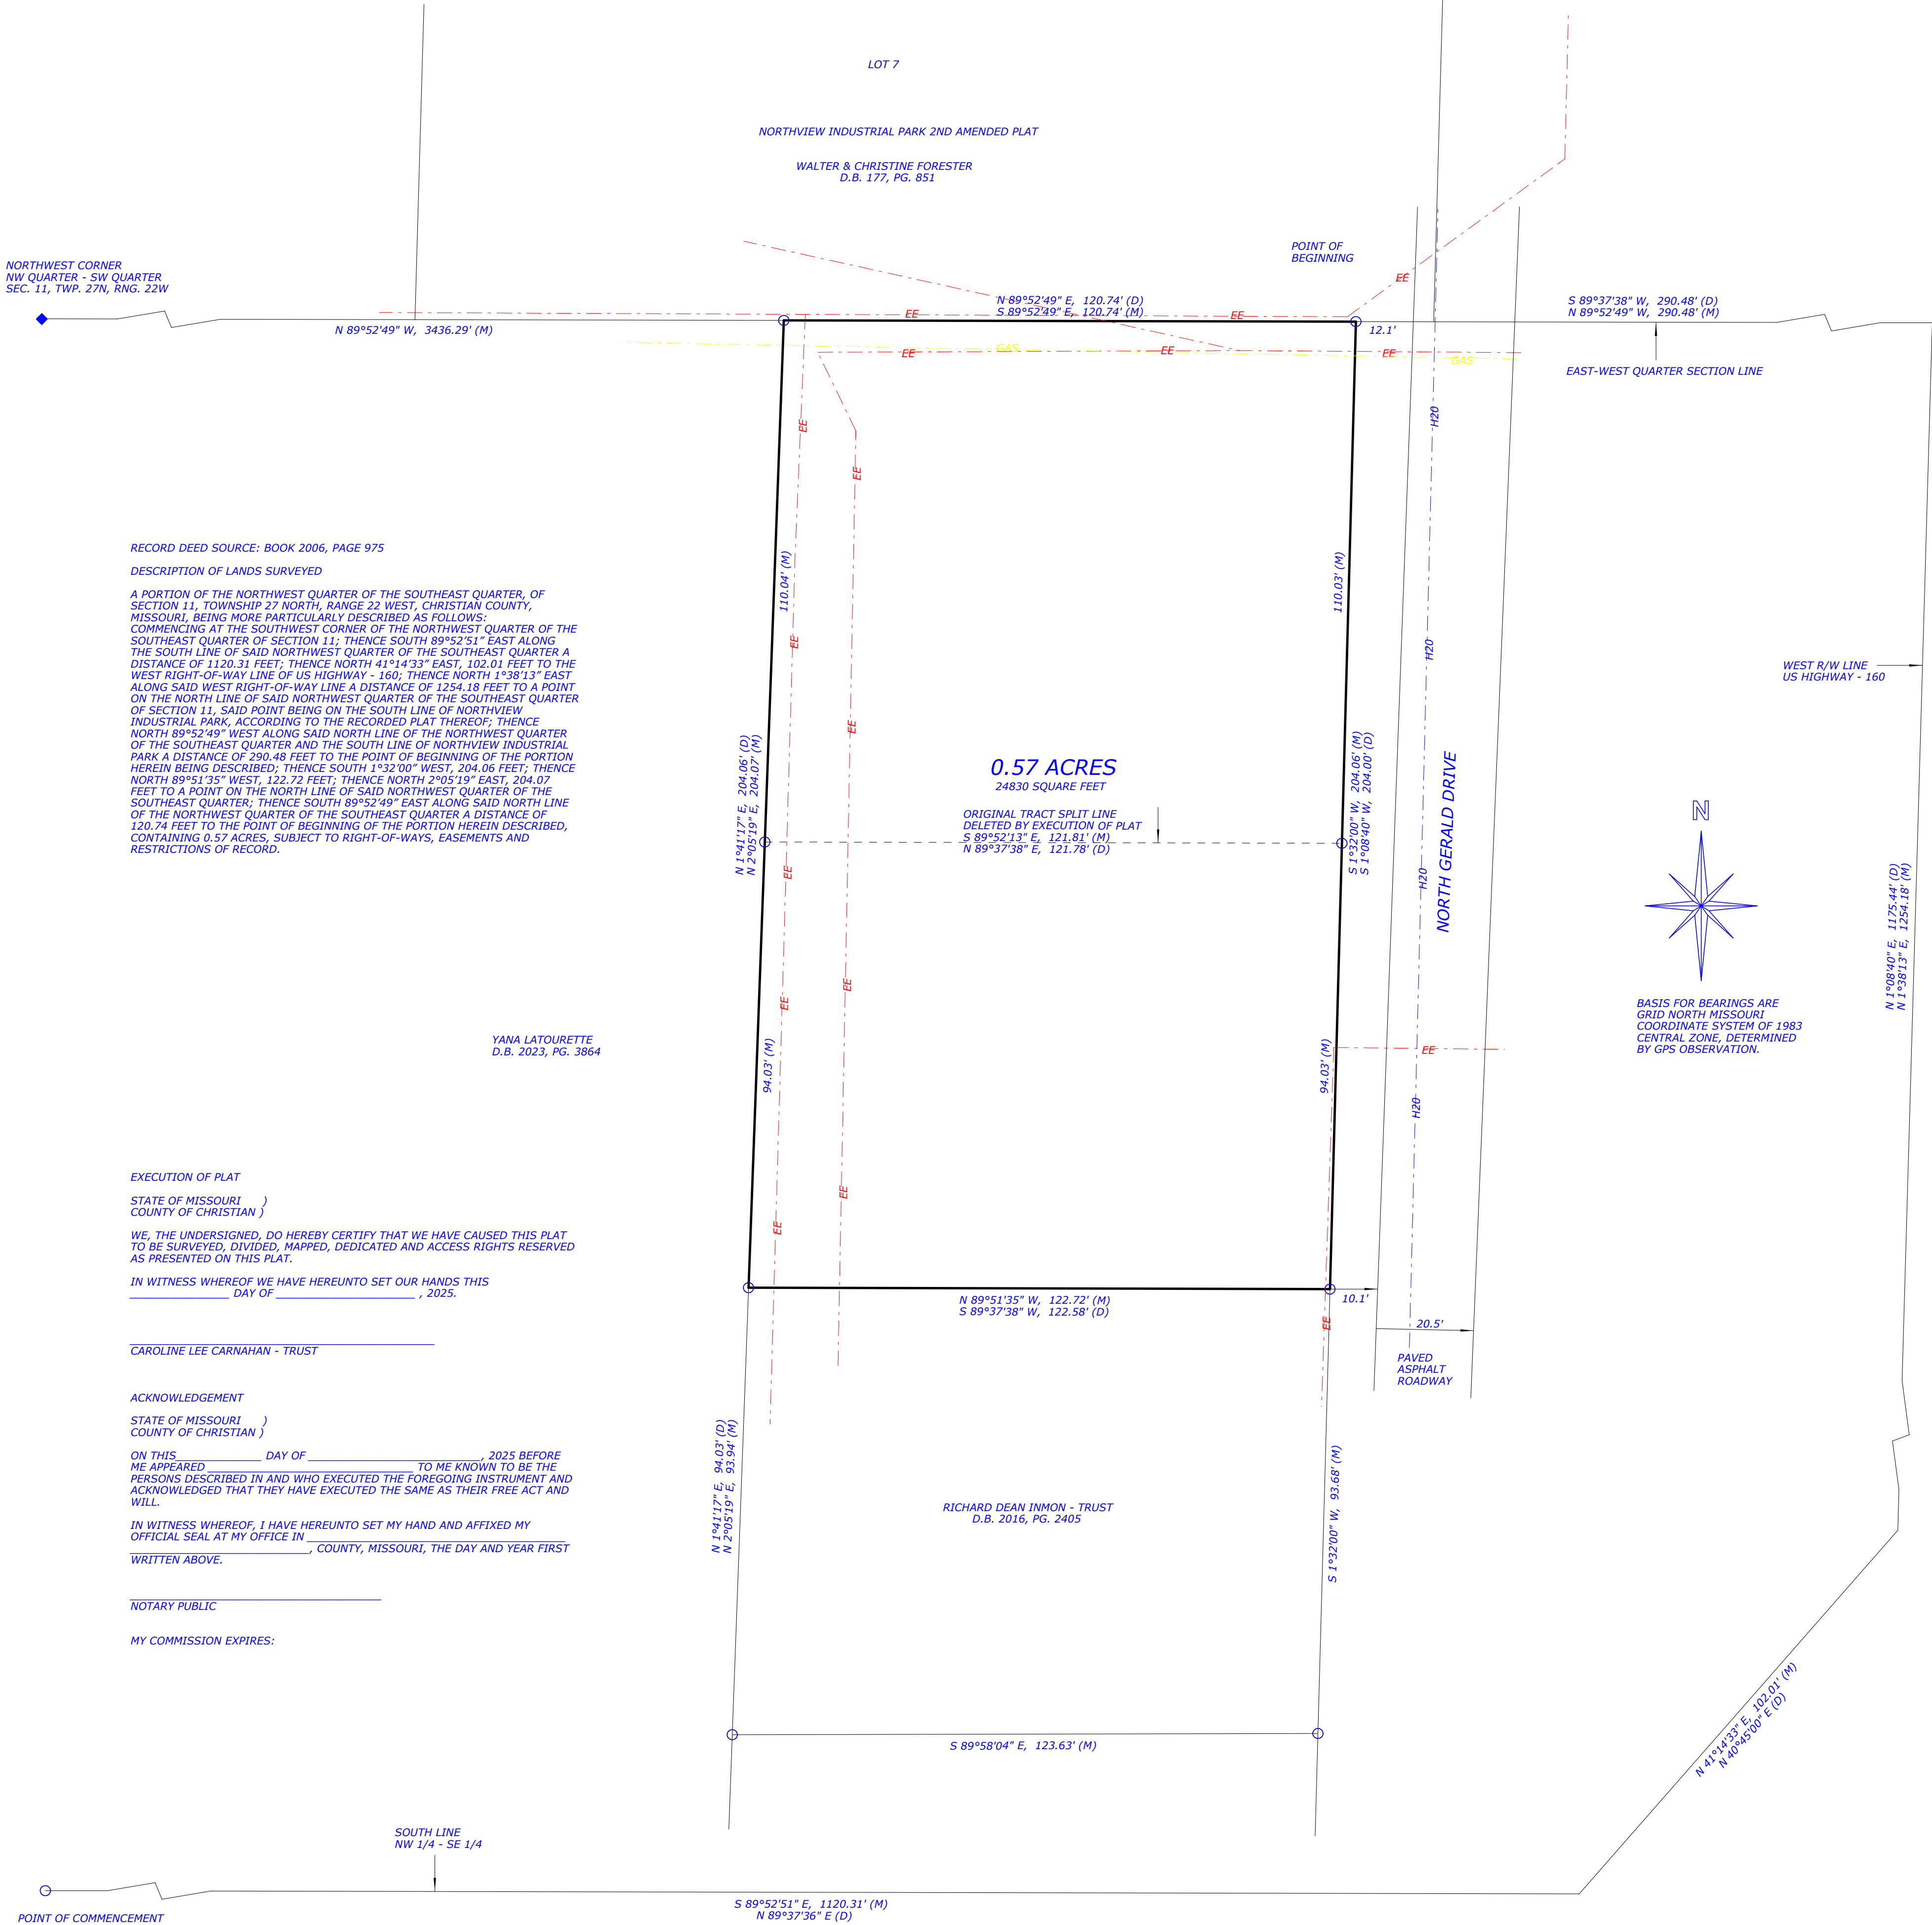 LOT 7
NORTHVIEW INDUSTRIAL PARK 2ND AMENDED PLAT
WALTER & CHRISTINE FORESTER
D.B. 177, PG. 851
POINT OF
BEGINNING
NORTHWEST CORNER
NW QUARTER - SW QUARTER
SEC. 11, TWP. 27N, RNG. 22W
N 89°52'49" W, 3436.29' (M)
N 89°52'49" E, 120.74' (D)
S 89°52'49" E, 120.74' (M)
S 89°37'38" W, 290.48' (D)
N 89°52'49" W, 290.48' (M)
12.1'
EE
EE
EE
EE
EE
EE
GAS
GAS
EAST-WEST QUARTER SECTION LINE
EE
EE
EE
EE
EE
EE
EE
EE
EE
EE
EE
EE
H20
H20
H20
H20
110.04' (M)
110.03' (M)
RECORD DEED SOURCE: BOOK 2006, PAGE 975
DESCRIPTION OF LANDS SURVEYED
A PORTION OF THE NORTHWEST QUARTER OF THE SOUTHEAST QUARTER, OF
SECTION 11, TOWNSHIP 27 NORTH, RANGE 22 WEST, CHRISTIAN COUNTY,
MISSOURI, BEING MORE PARTICULARLY DESCRIBED AS FOLLOWS:
COMMENCING AT THE SOUTHWEST CORNER OF THE NORTHWEST QUARTER OF THE
SOUTHEAST QUARTER OF SECTION 11; THENCE SOUTH 89°52'51" EAST ALONG
THE SOUTH LINE OF SAID NORTHWEST QUARTER OF THE SOUTHEAST QUARTER A
DISTANCE OF 1120.31 FEET; THENCE NORTH 41°14'33" EAST, 102.01 FEET TO THE
WEST RIGHT-OF-WAY LINE OF US HIGHWAY - 160; THENCE NORTH 1°38'13" EAST
ALONG SAID WEST RIGHT-OF-WAY LINE A DISTANCE OF 1254.18 FEET TO A POINT
ON THE NORTH LINE OF SAID NORTHWEST QUARTER OF THE SOUTHEAST QUARTER
OF SECTION 11, SAID POINT BEING ON THE SOUTH LINE OF NORTHVIEW
INDUSTRIAL PARK, ACCORDING TO THE RECORDED PLAT THEREOF; THENCE
NORTH 89°52'49" WEST ALONG SAID NORTH LINE OF THE NORTHWEST QUARTER
OF THE SOUTHEAST QUARTER AND THE SOUTH LINE OF NORTHVIEW INDUSTRIAL
PARK A DISTANCE OF 290.48 FEET TO THE POINT OF BEGINNING OF THE PORTION
HEREIN BEING DESCRIBED; THENCE SOUTH 1°32'00" WEST, 204.06 FEET; THENCE
NORTH 89°51'35" WEST, 122.72 FEET; THENCE NORTH 2°05'19" EAST, 204.07
FEET TO A POINT ON THE NORTH LINE OF SAID NORTHWEST QUARTER OF THE
SOUTHEAST QUARTER; THENCE SOUTH 89°52'49" EAST ALONG SAID NORTH LINE
OF THE NORTHWEST QUARTER OF THE SOUTHEAST QUARTER A DISTANCE OF
120.74 FEET TO THE POINT OF BEGINNING OF THE PORTION HEREIN DESCRIBED,
CONTAINING 0.57 ACRES, SUBJECT TO RIGHT-OF-WAYS, EASEMENTS AND
RESTRICTIONS OF RECORD.
N 1°41'17" E, 204.06' (D)
N 2°05'19" E, 204.07' (M)
0.57 ACRES
24830 SQUARE FEET
ORIGINAL TRACT SPLIT LINE
DELETED BY EXECUTION OF PLAT
S 89°52'13" E, 121.81' (M)
N 89°37'38" E, 121.78' (D)
S 1°32'00" W, 204.06' (M)
S 1°08'40" W, 204.00' (D)
NORTH GERALD DRIVE
WEST R/W LINE
US HIGHWAY - 160
N
N 1°08'40" E, 1175.44' (D)
N 1°38'13" E, 1254.18' (M)
BASIS FOR BEARINGS ARE
GRID NORTH MISSOURI
COORDINATE SYSTEM OF 1983
CENTRAL ZONE, DETERMINED
BY GPS OBSERVATION.
YANA LATOURETTE
D.B. 2023, PG. 3864
94.03' (M)
94.03' (M)
EXECUTION OF PLAT
STATE OF MISSOURI )
COUNTY OF CHRISTIAN )
WE, THE UNDERSIGNED, DO HEREBY CERTIFY THAT WE HAVE CAUSED THIS PLAT
TO BE SURVEYED, DIVIDED, MAPPED, DEDICATED AND ACCESS RIGHTS RESERVED
AS PRESENTED ON THIS PLAT.
IN WITNESS WHEREOF WE HAVE HEREUNTO SET OUR HANDS THIS
_______________ DAY OF _____________________ , 2025.
CAROLINE LEE CARNAHAN - TRUST
N 89°51'35" W, 122.72' (M)
S 89°37'38" W, 122.58' (D)
10.1'
20.5'
PAVED
ASPHALT
ROADWAY
ACKNOWLEDGEMENT
STATE OF MISSOURI )
COUNTY OF CHRISTIAN )
ON THIS_____________ DAY OF __________________________, 2025 BEFORE
ME APPEARED _______________________________ TO ME KNOWN TO BE THE
PERSONS DESCRIBED IN AND WHO EXECUTED THE FOREGOING INSTRUMENT AND
ACKNOWLEDGED THAT THEY HAVE EXECUTED THE SAME AS THEIR FREE ACT AND
WILL.
IN WITNESS WHEREOF, I HAVE HEREUNTO SET MY HAND AND AFFIXED MY
OFFICIAL SEAL AT MY OFFICE IN _______________________________________
___________________________, COUNTY, MISSOURI, THE DAY AND YEAR FIRST
WRITTEN ABOVE.
NOTARY PUBLIC
MY COMMISSION EXPIRES:
N 1°41'17" E, 94.03' (D)
N 2°05'19" E, 93.94' (M)
RICHARD DEAN INMON - TRUST
D.B. 2016, PG. 2405
S 1°32'00" W, 93.68' (M)
S 89°58'04" E, 123.63' (M)
N 41°14'33" E, 102.01' (M)
N 40°45'00" E (D)
SOUTH LINE
NW 1/4 - SE 1/4
S 89°52'51" E, 1120.31' (M)
N 89°37'36" E (D)
POINT OF COMMENCEMENT